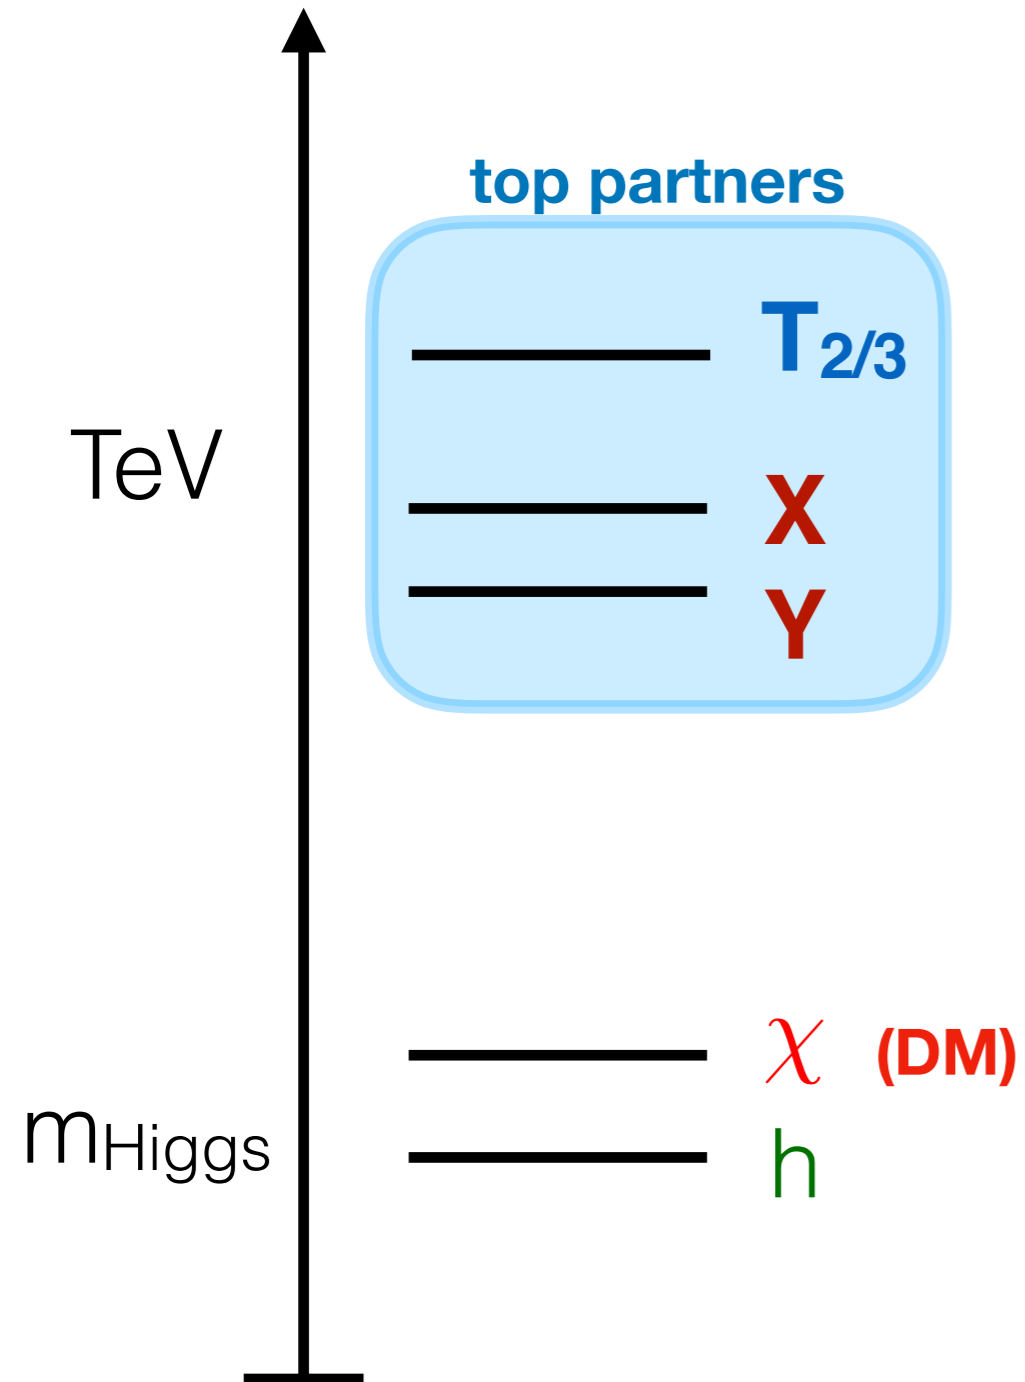 top partners
T2/3
TeV
X
Y
χ (DM)
mHiggs
h